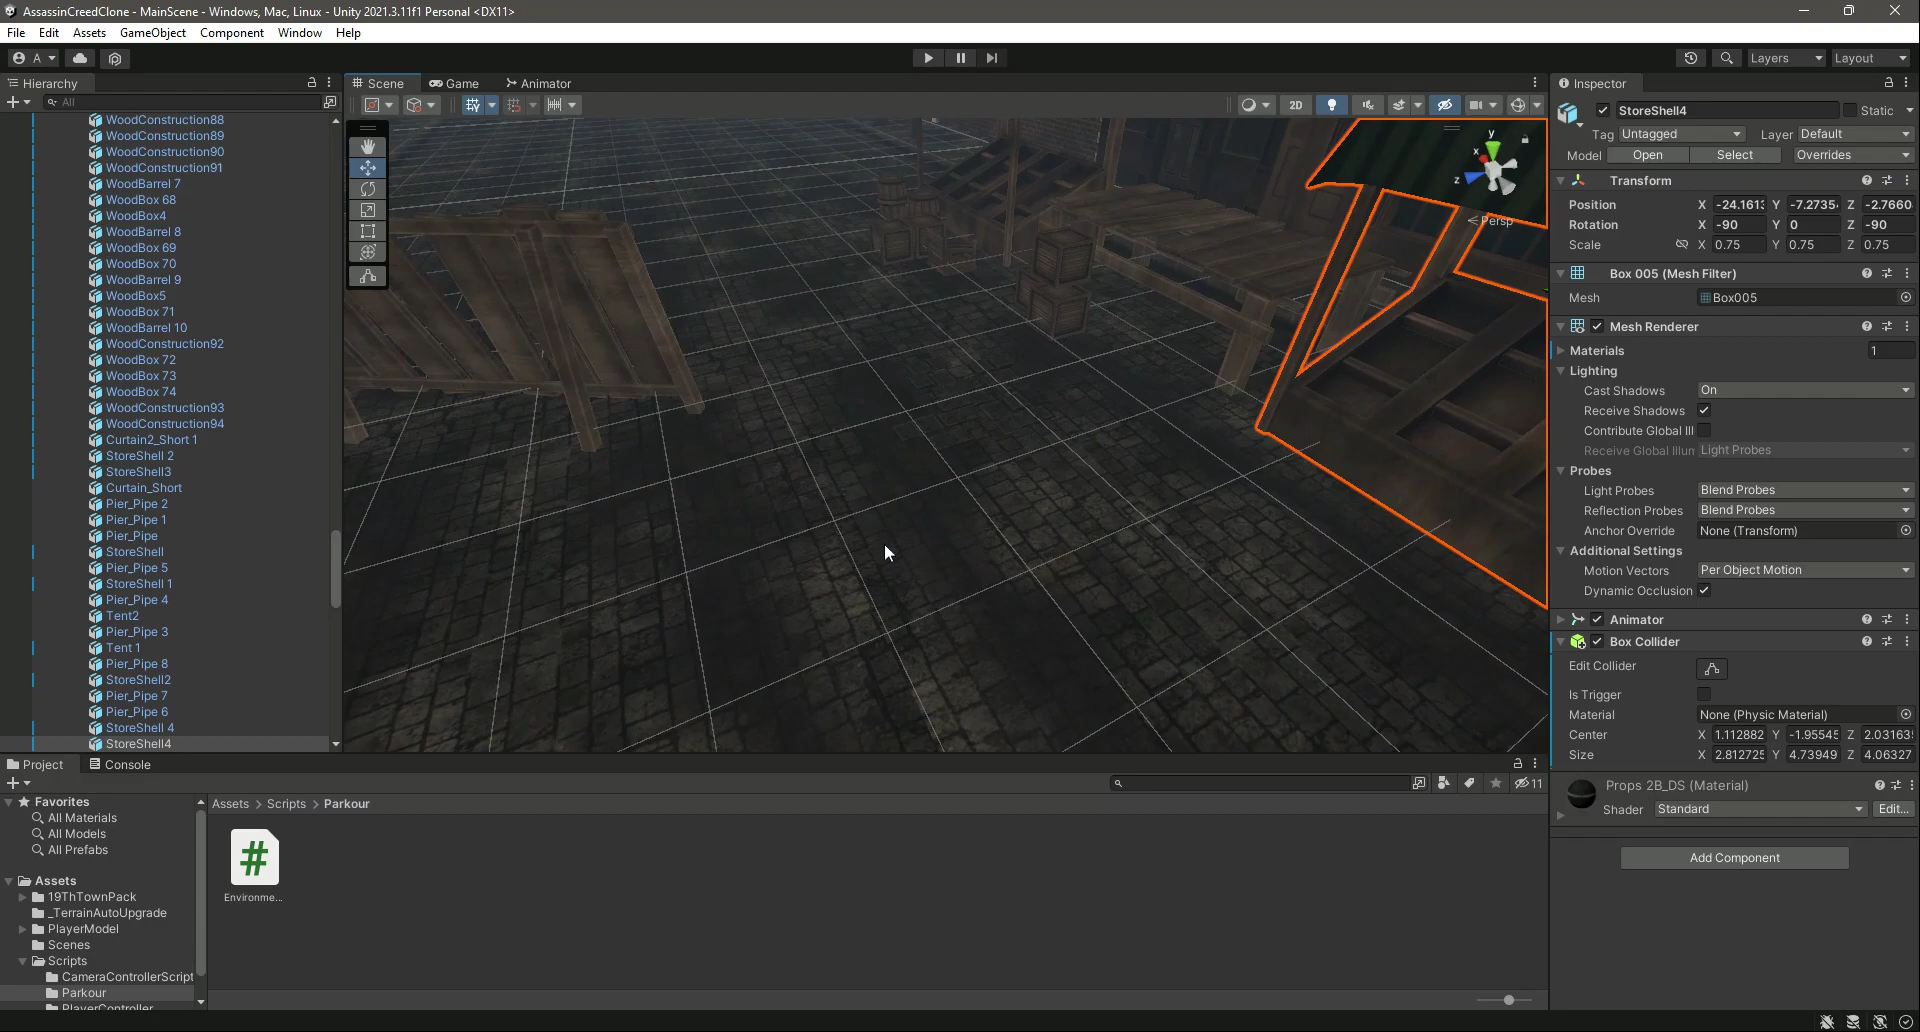 AssassinCreedClone - MainScene - Windows, Mac, Linux - Unity 2021.3.11f1 Personal <DX11>
File Edit Assets GameObject Component Window Help
A
Layers Layout
Hierarchy
All
WoodConstruction88
WoodConstruction89
WoodConstruction90
WoodConstruction91
WoodBarrel 7
WoodBox 68
WoodBox4
WoodBarrel 8
WoodBox 69
WoodBox 70
WoodBarrel 9
WoodBox5
WoodBox 71
WoodBarrel 10
WoodConstruction92
WoodBox 72
WoodBox 73
WoodBox 74
WoodConstruction93
WoodConstruction94
Curtain2_Short 1
StoreShell 2
StoreShell3
Curtain_Short
Pier_Pipe 2
Pier_Pipe 1
Pier_Pipe
StoreShell
Pier_Pipe 5
StoreShell 1
Pier_Pipe 4
Tent2
Pier_Pipe 3
Tent 1
Pier_Pipe 8
StoreShell2
Pier_Pipe 7
Pier_Pipe 6
StoreShell 4
StoreShell4
Scene Game Animator
2D
y
x
z
Persp
Inspector
StoreShell4 Static
Tag Untagged Layer Default
Model Open Select Overrides
Transform
Position X -24.1613 Y -7.2735 Z -2.7660
Rotation X -90 Y 0 Z -90
Scale X 0.75 Y 0.75 Z 0.75
Box 005 (Mesh Filter)
Mesh Box005
Mesh Renderer
Materials 1
Lighting
Cast Shadows On
Receive Shadows
Contribute Global Ill
Receive Global Illun Light Probes
Probes
Light Probes Blend Probes
Reflection Probes Blend Probes
Anchor Override None (Transform)
Additional Settings
Motion Vectors Per Object Motion
Dynamic Occlusion
Animator
Box Collider
Edit Collider
Is Trigger
Material None (Physic Material)
Center X 1.112882 Y -1.95545 Z 2.03163
Size X 2.812725 Y 4.73949 Z 4.06327
Props 2B_DS (Material)
Shader Standard Edit...
Add Component
Project Console
11
Favorites
All Materials
All Models
All Prefabs
Assets
19ThTownPack
_TerrainAutoUpgrade
PlayerModel
Scenes
Scripts
CameraControllerScript
Parkour
PlayerController
Assets > Scripts > Parkour
#
Environme...